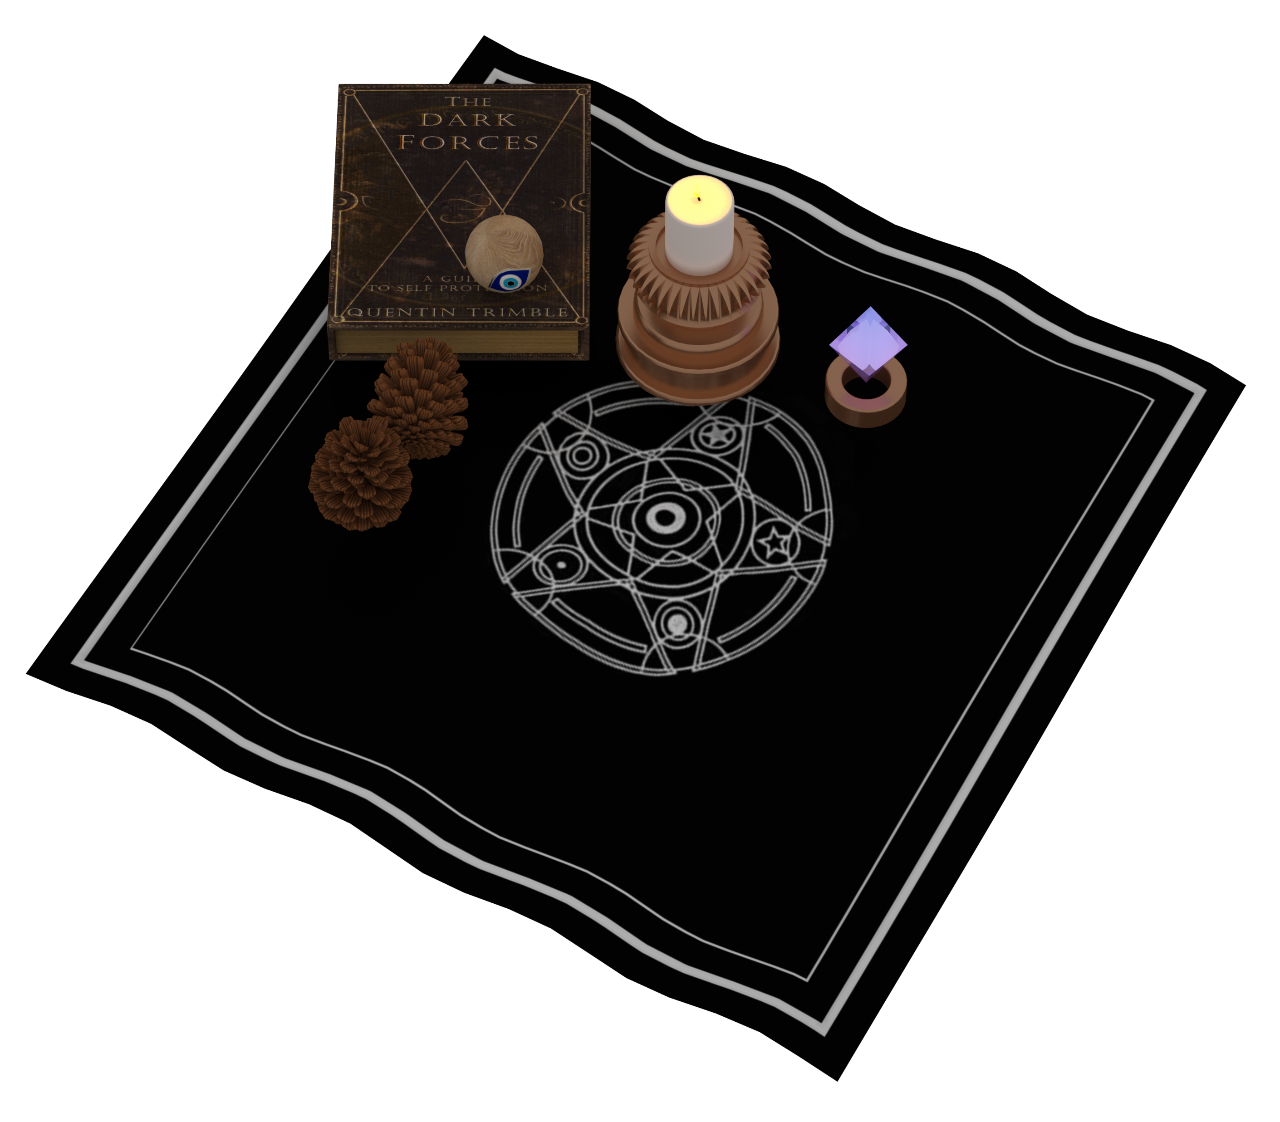 THE
DARK
FORCES
A GUI
TO SELF PROT ON
QUENTIN TRIMBLE